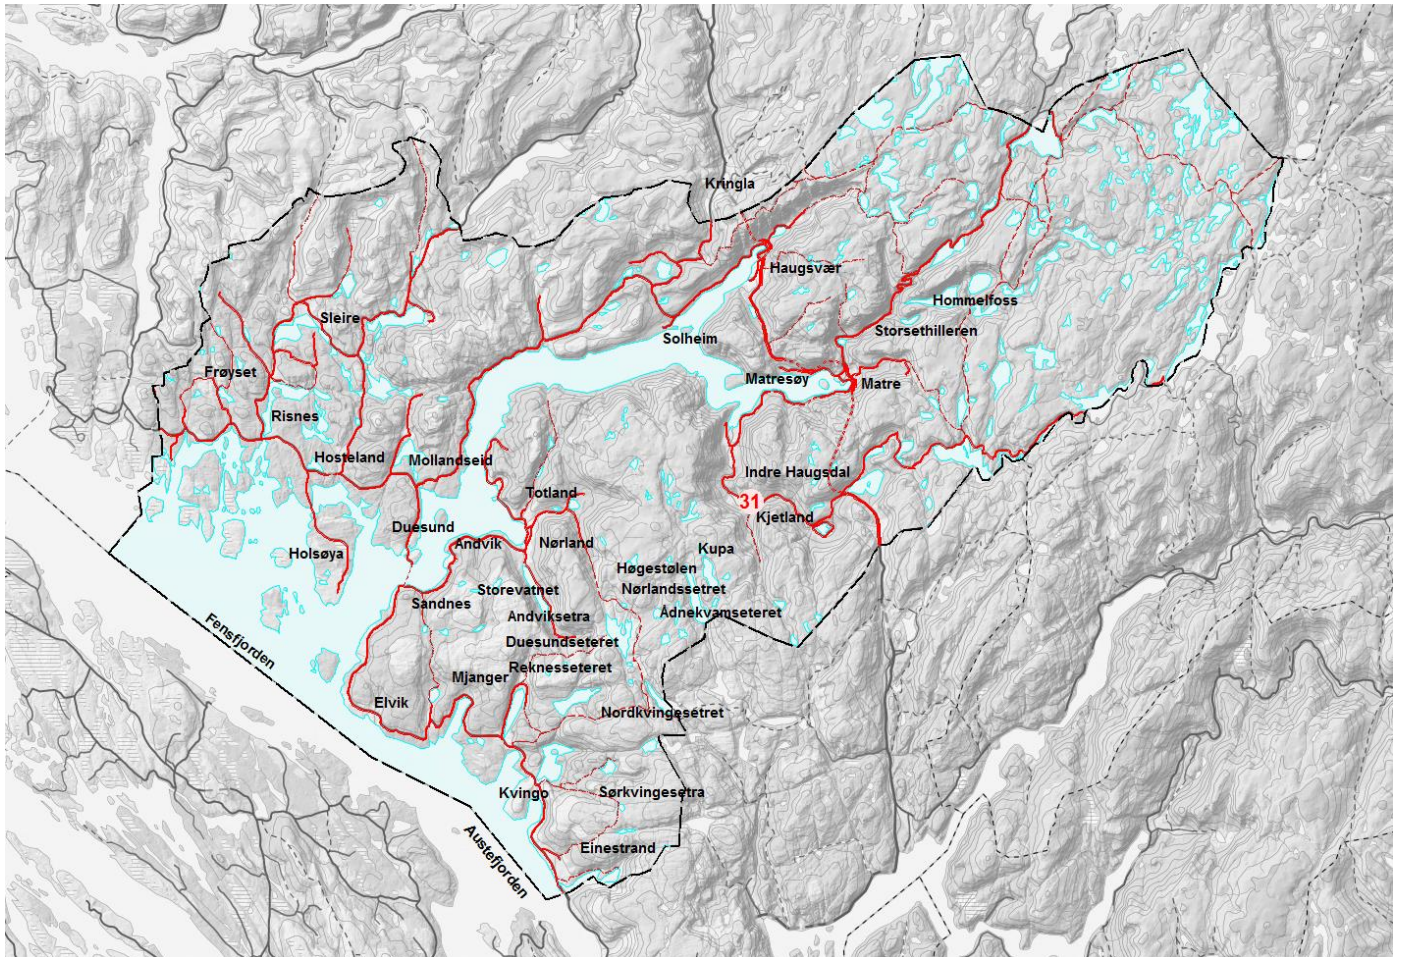 Kringla
Haugsvær
Hommelfoss
Sleire
Storsethilleren
Solheim
Frøyset
Matresøy
Matre
Risnes
Hosteland
Mollandseid
Indre Haugsdal
Totland
31
Kjetland
Duesund
Andvik
Nørland
Holsøya
Kupa
Høgestølen
Storevatnet
Nørlandssetret
Sandnes
Andviksetra
Ådnekvamseteret
Fensfjorden
Duesundseteret
Reknesseteret
Mjanger
Elvik
Nordkvingesetret
Kvingo
Sørkvingesetra
Einestrand
Austefjorden